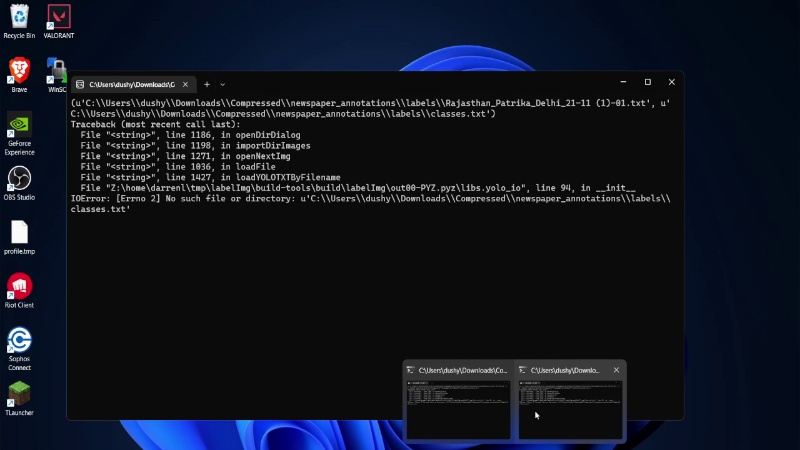 Recycle Bin
VALORANT
Brave
WinSC
GeForce
Experience
OBS Studio
profile.tmp
Riot Client
Sophos
Connect
TLauncher
C:\Users\dushy\Downloads\C
(u'C:\\Users\\dushy\\Downloads\\Compressed\\newspaper_annotations\\labels\\Rajasthan_Patrika_Delhi_21-11 (1)-01.txt', u'
C:\\Users\\dushy\\Downloads\\Compressed\\newspaper_annotations\\labels\\classes.txt')
Traceback (most recent call last):
File "<string>", line 1186, in openDirDialog
File "<string>", line 1198, in importDirImages
File "<string>", line 1271, in openNextImg
File "<string>", line 1036, in loadFile
File "<string>", line 1427, in loadYOLOTXTByFilename
File "Z:\home\darrenl\tmp\labelImg\build-tools\build\labelImg\out00-PYZ.pyz\libs.yolo_io", line 94, in __init__
IOError: [Errno 2] No such file or directory: u'C:\\Users\\dushy\\Downloads\\Compressed\\newspaper_annotations\\labels\\
classes.txt'
C:\Users\dushy\Downloads\Co...
C:\Users\dushy\Downlo...